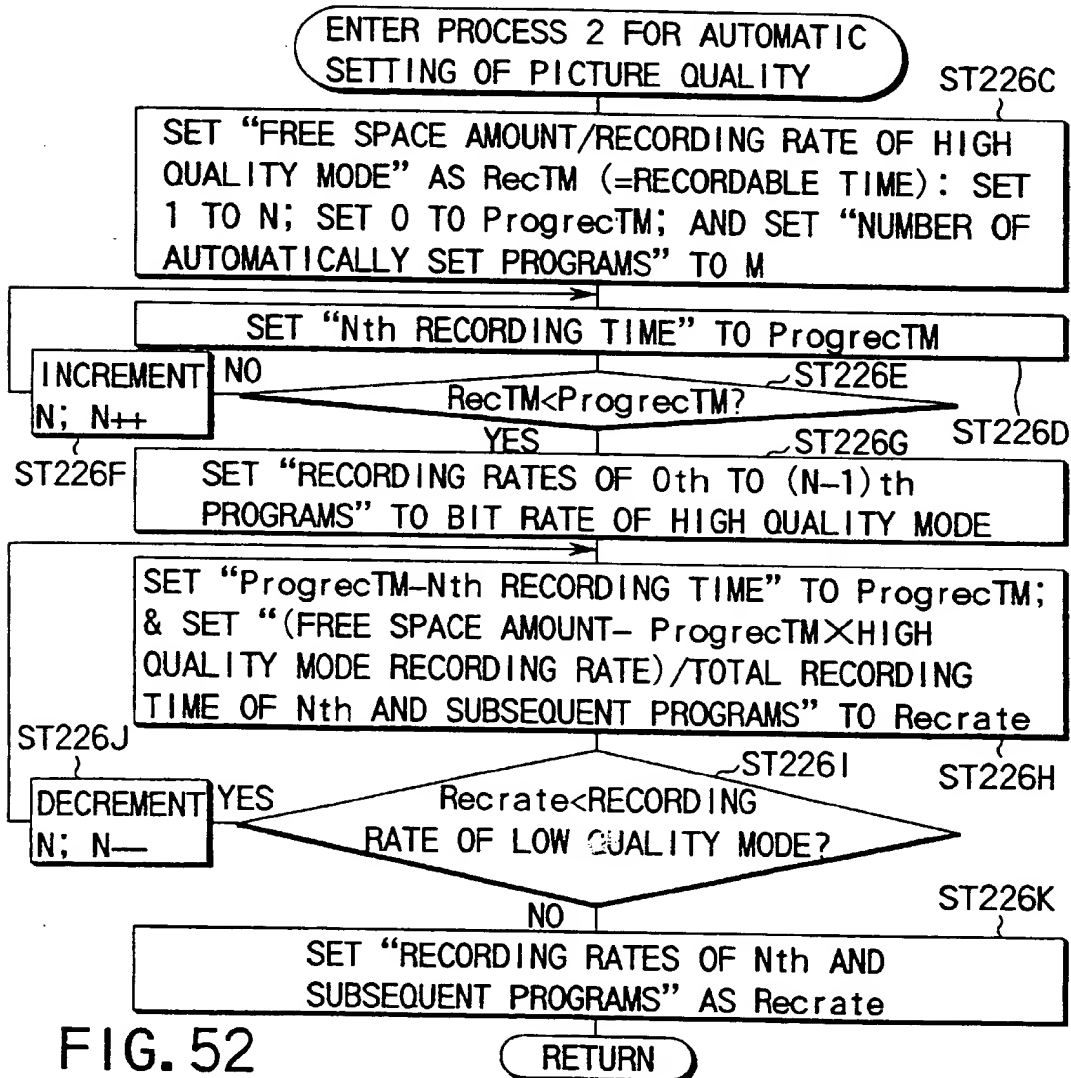 ENTER PROCESS 2 FOR AUTOMATIC
SETTING OF PICTURE QUALITY
ST226C
SET “FREE SPACE AMOUNT/RECORDING RATE OF HIGH
QUALITY MODE” AS RecTM (=RECORDABLE TIME): SET
1 TO N; SET 0 TO ProgrecTM; AND SET “NUMBER OF
AUTOMATICALLY SET PROGRAMS” TO M
SET “Nth RECORDING TIME” TO ProgrecTM
ST226D
INCREMENT
N; N++
ST226F
NO
RecTM<ProgrecTM?
ST226E
YES
ST226G
SET “RECORDING RATES OF 0th TO (N-1)th
PROGRAMS” TO BIT RATE OF HIGH QUALITY MODE
SET “ProgrecTM-Nth RECORDING TIME” TO ProgrecTM;
& SET “(FREE SPACE AMOUNT- ProgrecTM×HIGH
QUALITY MODE RECORDING RATE)/TOTAL RECORDING
TIME OF Nth AND SUBSEQUENT PROGRAMS” TO Recrate
ST226H
ST226J
DECREMENT
N; N—
YES
ST226I
Recrate<RECORDING
RATE OF LOW QUALITY MODE?
NO
ST226K
SET “RECORDING RATES OF Nth AND
SUBSEQUENT PROGRAMS” AS Recrate
RETURN
FIG. 52